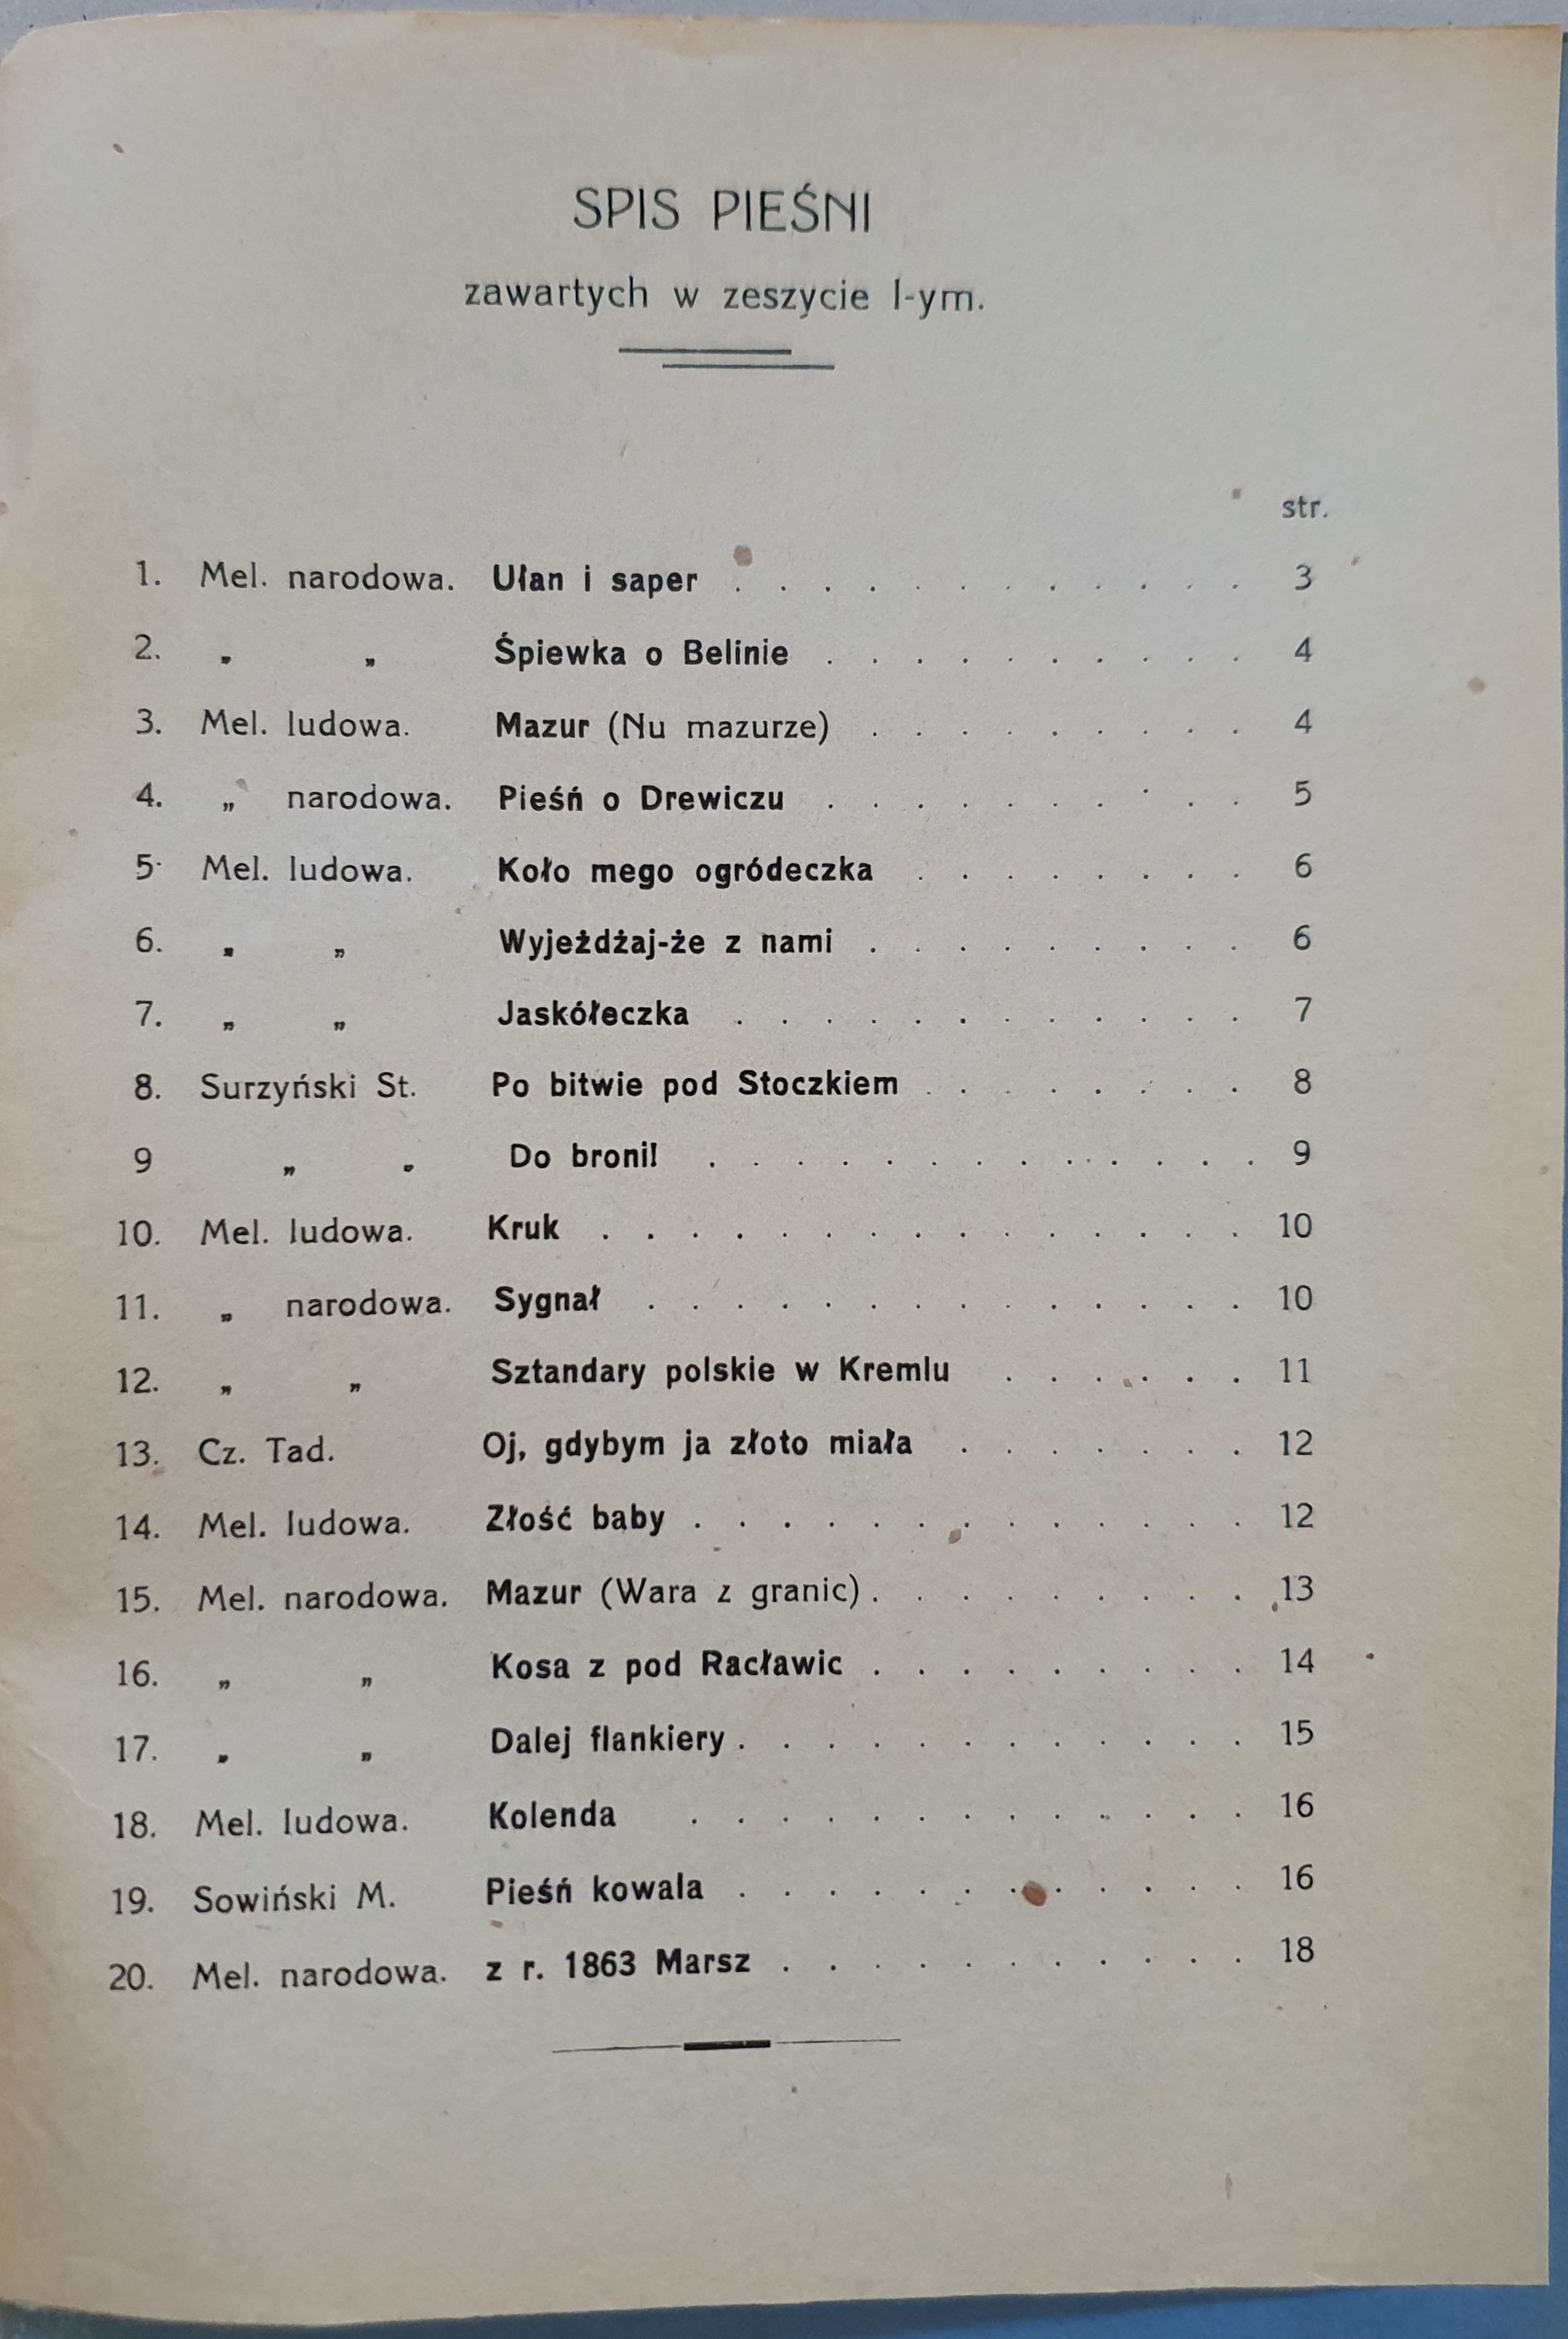 SPIS PIEŚNI
zawartych w zeszycie I-ym.
str.
1. Mel. narodowa. Ułan i saper . . . . . . . . . . . . 3
2. „ „ Śpiewka o Belinie . . . . . . . . . . 4
3. Mel. ludowa. Mazur (Nu mazurze) . . . . . . . . . 4
4. „ narodowa. Pieśń o Drewiczu . . . . . . . . . . 5
5. Mel. ludowa. Koło mego ogródeczka . . . . . . . . 6
6. „ „ Wyjeżdżaj-że z nami . . . . . . . . . 6
7. „ „ Jaskółeczka . . . . . . . . . . . . 7
8. Surzyński St. Po bitwie pod Stoczkiem . . . . . . . . 8
9 „ „ Do broni! . . . . . . . . . . . . . 9
10. Mel. ludowa. Kruk . . . . . . . . . . . . . . . 10
11. „ narodowa. Sygnał . . . . . . . . . . . . . . 10
12. „ „ Sztandary polskie w Kremlu . . . . . . 11
13. Cz. Tad. Oj, gdybym ja złoto miała . . . . . . . 12
14. Mel. ludowa. Złość baby . . . . . . . . . . . . . 12
15. Mel. narodowa. Mazur (Wara z granic) . . . . . . . . . 13
16. „ „ Kosa z pod Racławic . . . . . . . . . 14
17. „ „ Dalej flankiery . . . . . . . . . . . . 15
18. Mel. ludowa. Kolenda . . . . . . . . . . . . . 16
19. Sowiński M. Pieśń kowala . . . . . . . . . . . . 16
20. Mel. narodowa. z r. 1863 Marsz . . . . . . . . . . . 18